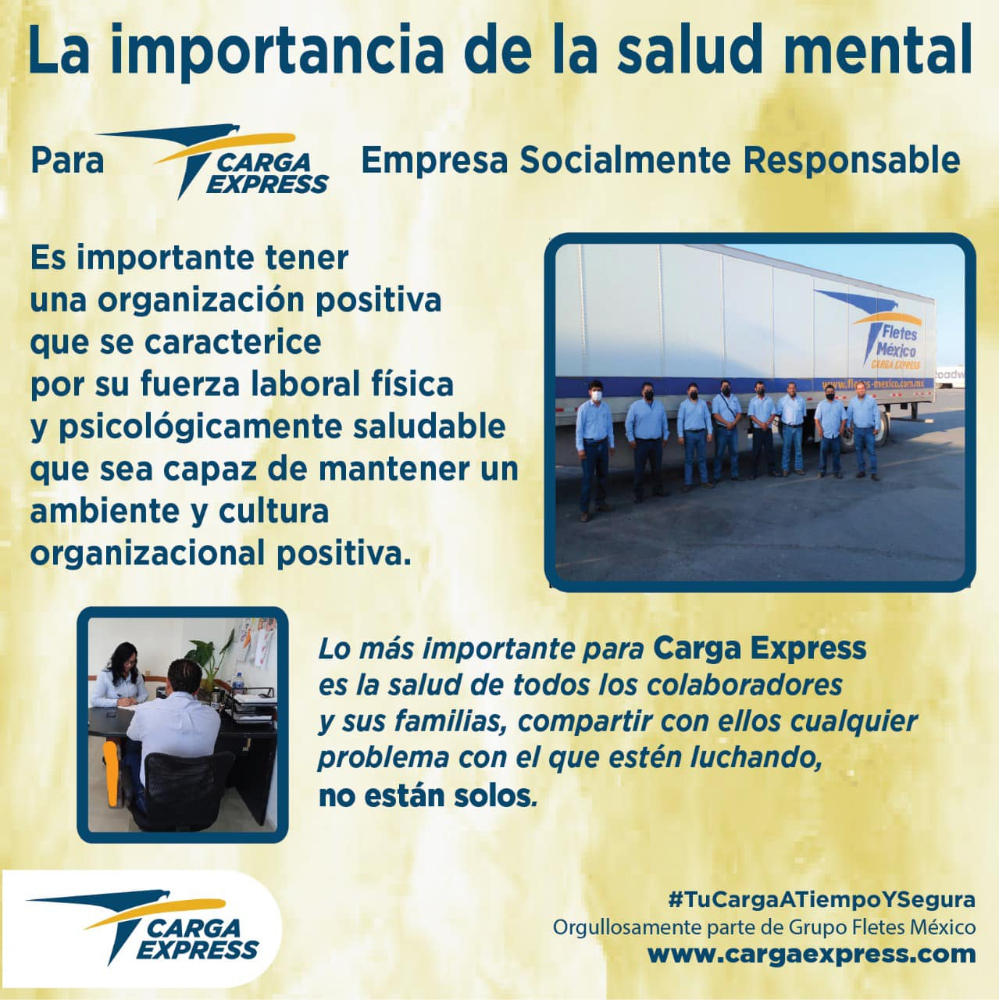 La importancia de la salud mental
Para CARGA EXPRESS Empresa Socialmente Responsable
Es importante tener
una organización positiva
que se caracterice
por su fuerza laboral física
y psicológicamente saludable
que sea capaz de mantener un
ambiente y cultura
organizacional positiva.
Fletes
México
CARGA EXPRESS
www.fletes-mexico.com.mx
Lo más importante para Carga Express
es la salud de todos los colaboradores
y sus familias, compartir con ellos cualquier
problema con el que estén luchando,
no están solos.
CARGA
EXPRESS
#TuCargaATiempoYSegura
Orgullosamente parte de Grupo Fletes México
www.cargaexpress.com